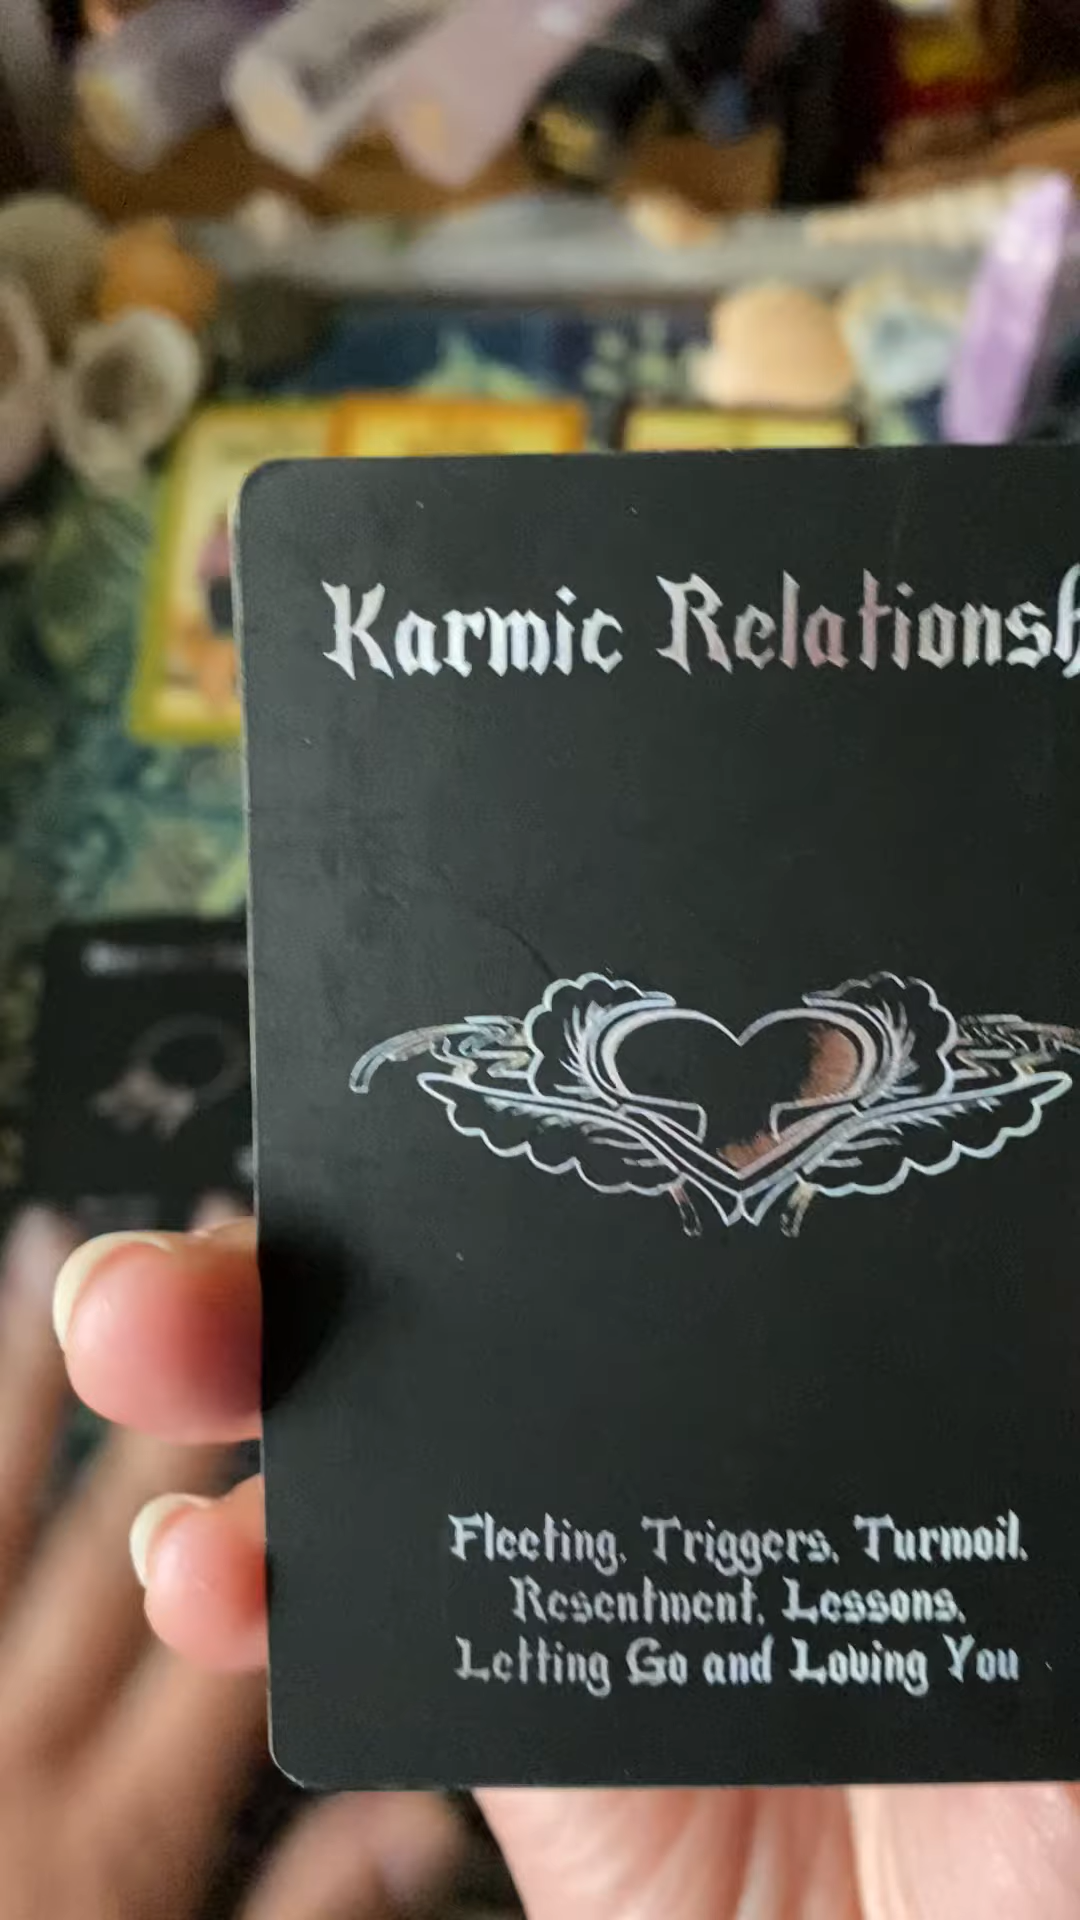 Karmic Relationsh
Fleeting, Triggers, Turmoil,
Resentment, Lessons,
Letting Go and Loving You